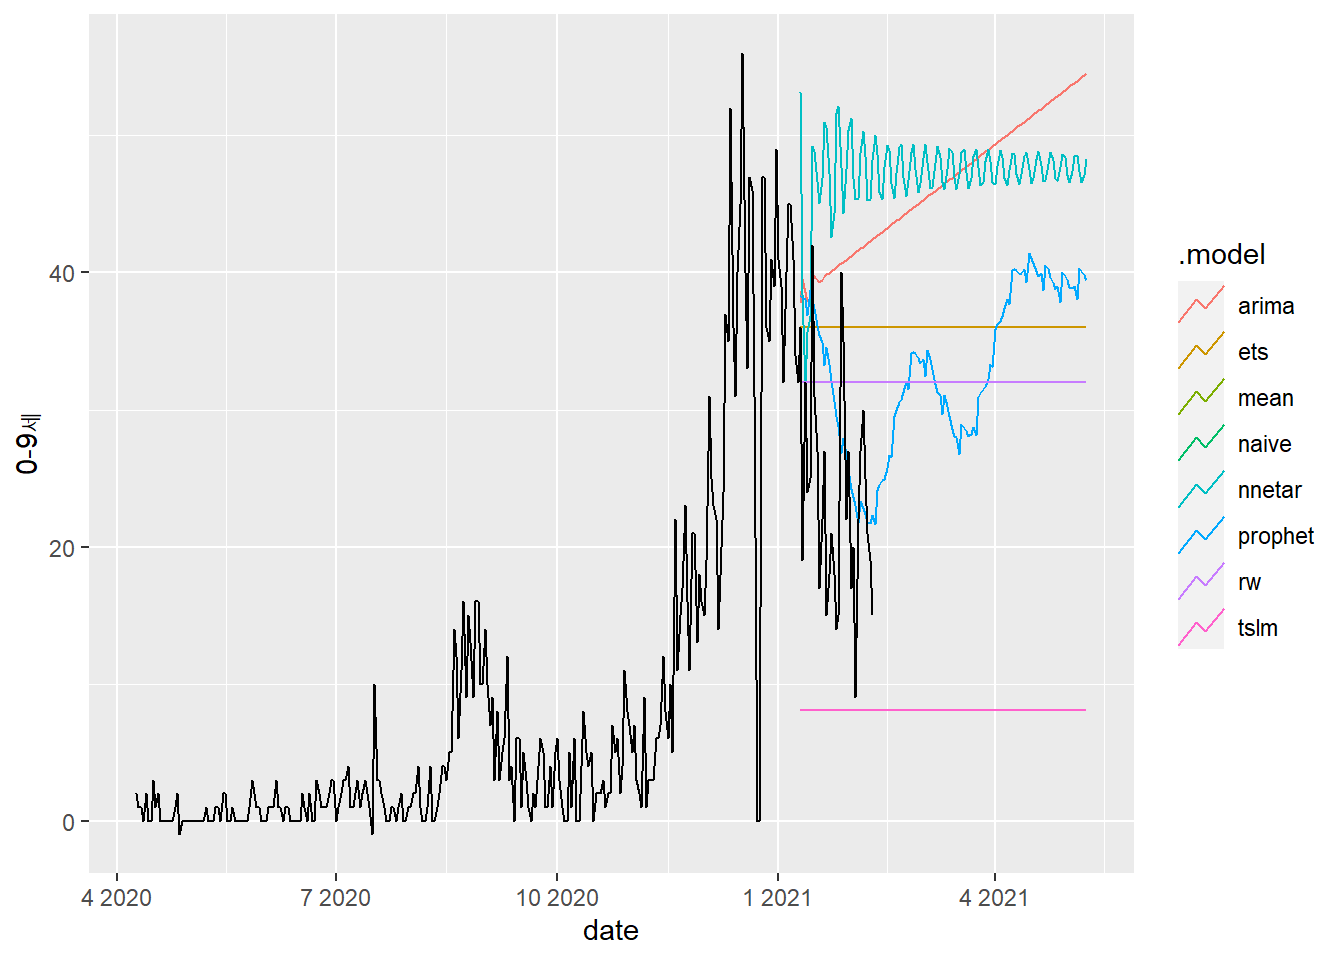 40
20
0
0-9세
4 2020
7 2020
10 2020
1 2021
4 2021
date
.model
arima
ets
mean
naive
nnetar
prophet
rw
tslm